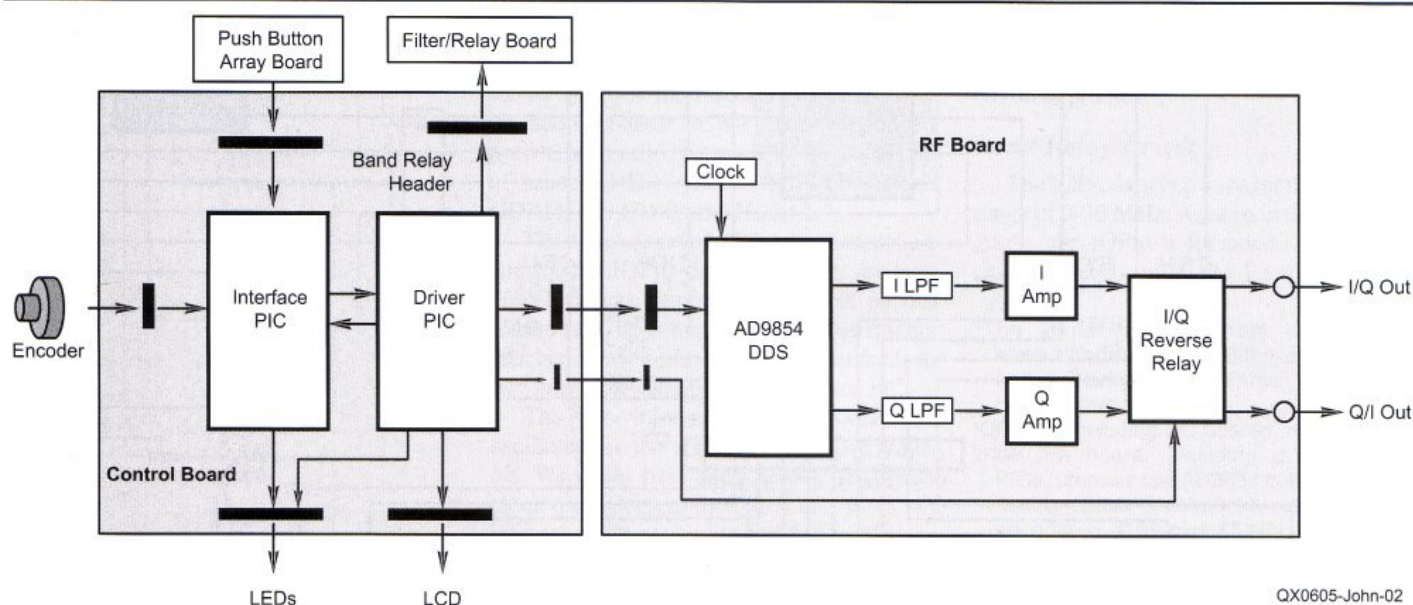 Push Button
Array Board
Filter/Relay Board
Band Relay
Header
RF Board
Clock
Encoder
Interface
PIC
Driver
PIC
AD9854
DDS
I LPF
I
Amp
I/Q
Reverse
Relay
I/Q Out
Q LPF
Q
Amp
Q/I Out
Control Board
LEDs
LCD
QX0605-John-02